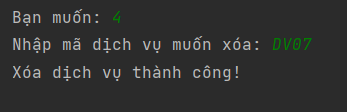 Bạn muốn: 4
Nhập mã dịch vụ muốn xóa: DV07
Xóa dịch vụ thành công!